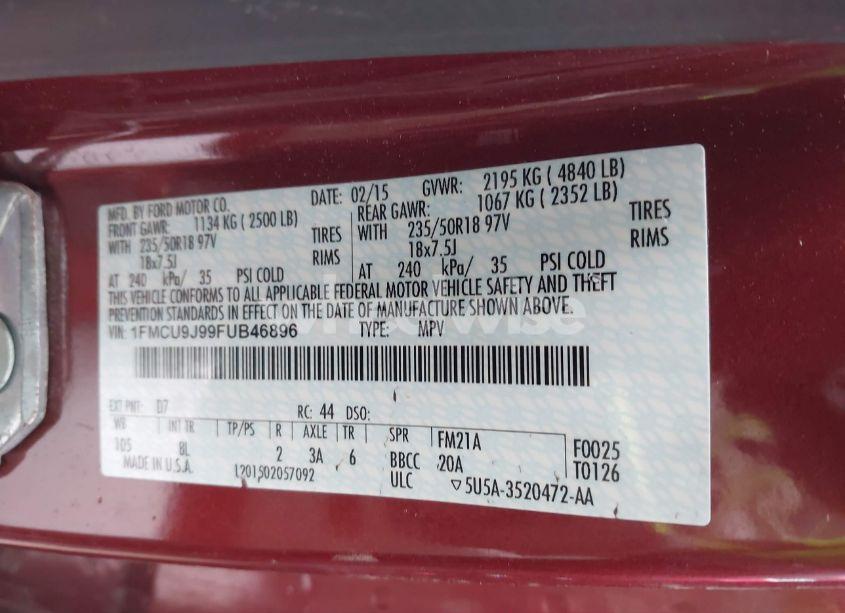 MFD. BY FORD MOTOR CO.
DATE: 02/15 GVWR: 2195 KG ( 4840 LB)
FRONT GAWR: 1134 KG ( 2500 LB)
REAR GAWR: 1067 KG ( 2352 LB)
WITH 235/50R18 97V TIRES
WITH 235/50R18 97V TIRES
18x7.5J RIMS
18x7.5J RIMS
AT 240 kPa/ 35 PSI COLD
AT 240 kPa/ 35 PSI COLD
THIS VEHICLE CONFORMS TO ALL APPLICABLE FEDERAL MOTOR VEHICLE SAFETY AND THEFT
PREVENTION STANDARDS IN EFFECT ON THE DATE OF MANUFACTURE SHOWN ABOVE.
VIN: 1FMCU9J99FUB46896 TYPE: MPV
EXT PNT: D7 RC: 44 DSO:
WB INT TR TP/PS R AXLE TR SPR FM21A F0025
105 8L 2 3A 6 BBCC 20A T0126
MADE IN U.S.A. L201502057092 ULC ▽5U5A-3520472-AA